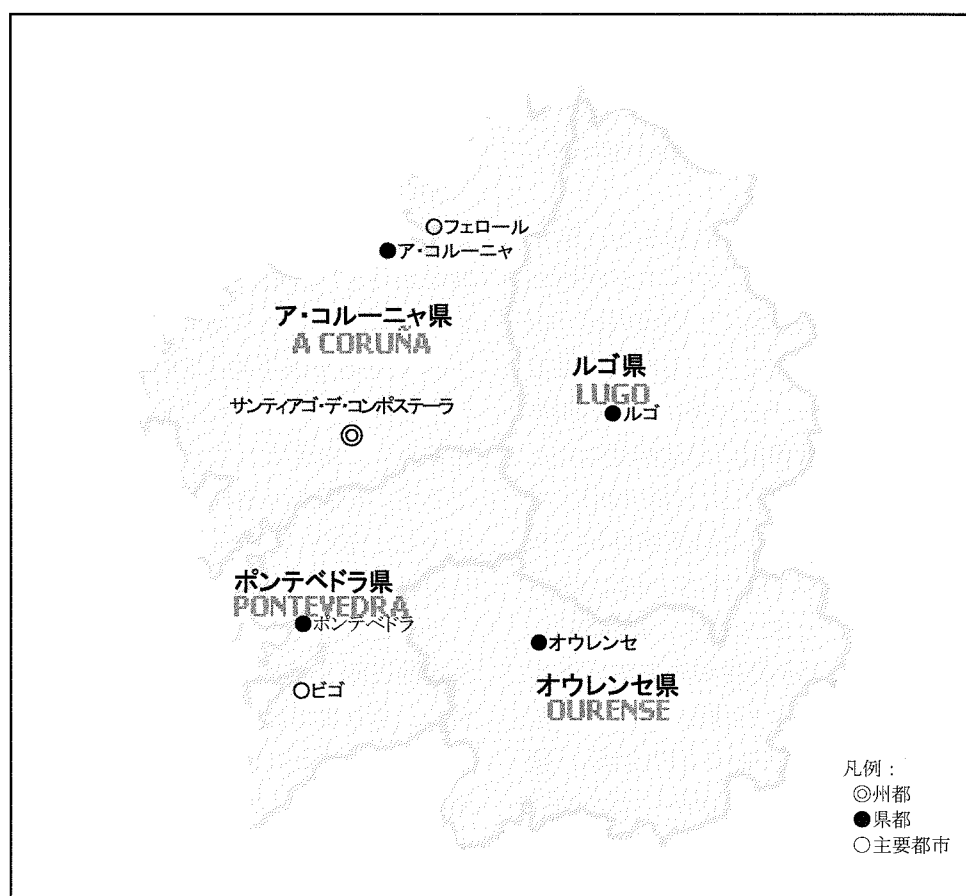 ○フェロール
●ア・コルーニャ
ア・コルーニャ県
A CORUÑA
ルゴ県
LUGO
●ルゴ
サンティアゴ・デ・コンポステーラ
◎
ポンテベドラ県
PONTEVEDRA
●ポンテベドラ
●オウレンセ
オウレンセ県
OURENSE
○ビゴ
凡例：
◎州都
●県都
○主要都市